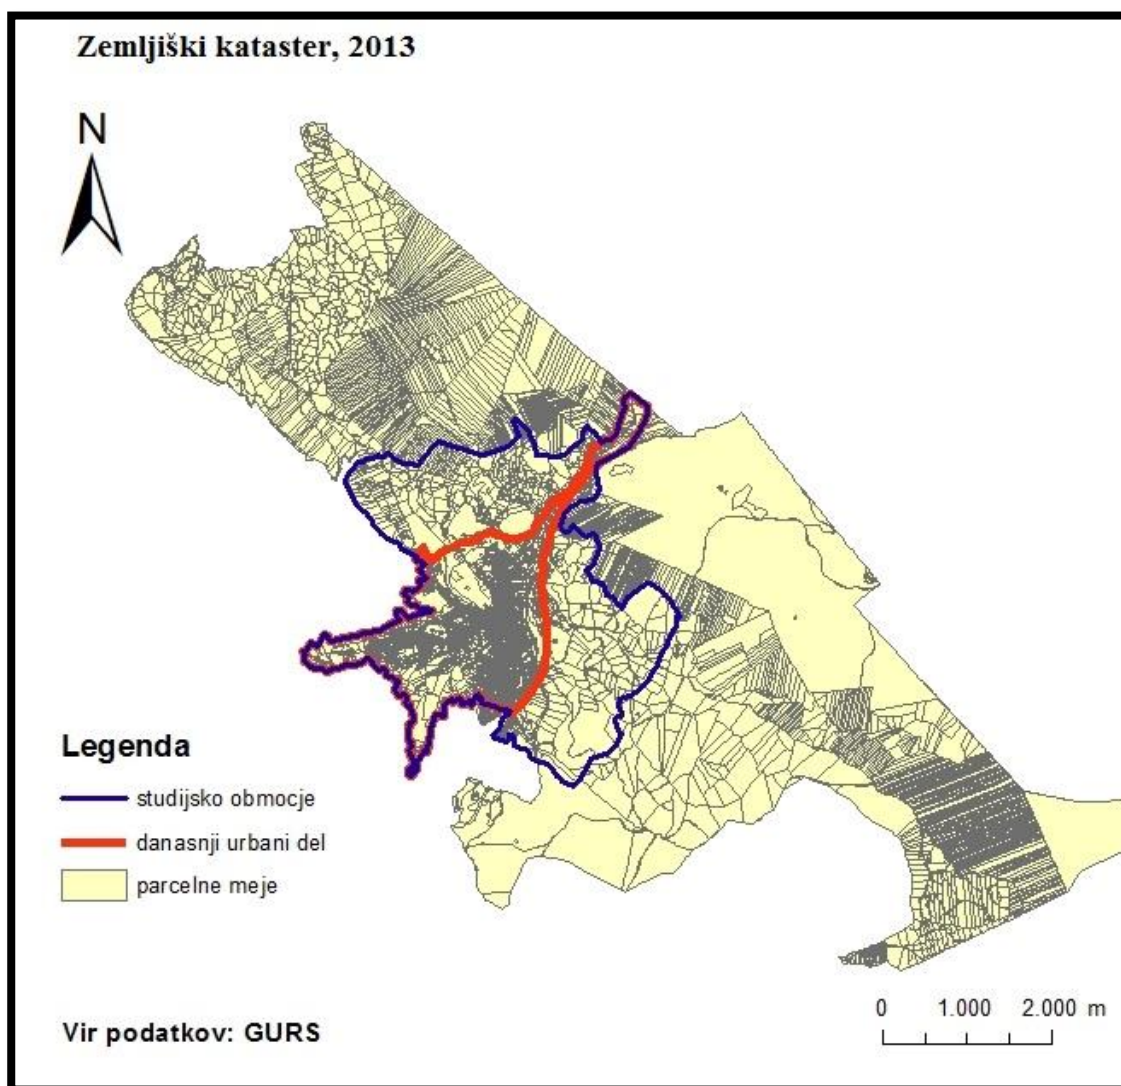 Zemljiški kataster, 2013
N
Legenda
studijsko obmocje
danasnji urbani del
parcelne meje
0 1.000 2.000 m
Vir podatkov: GURS